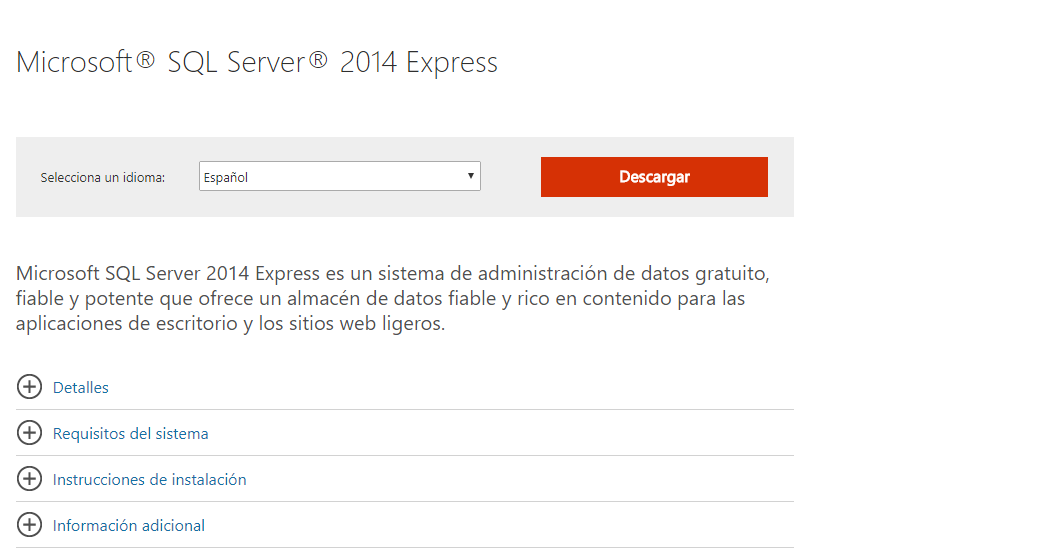 Microsoft® SQL Server® 2014 Express
Selecciona un idioma:
Español
Descargar
Microsoft SQL Server 2014 Express es un sistema de administración de datos gratuito,
fiable y potente que ofrece un almacén de datos fiable y rico en contenido para las
aplicaciones de escritorio y los sitios web ligeros.
Detalles
Requisitos del sistema
Instrucciones de instalación
Información adicional